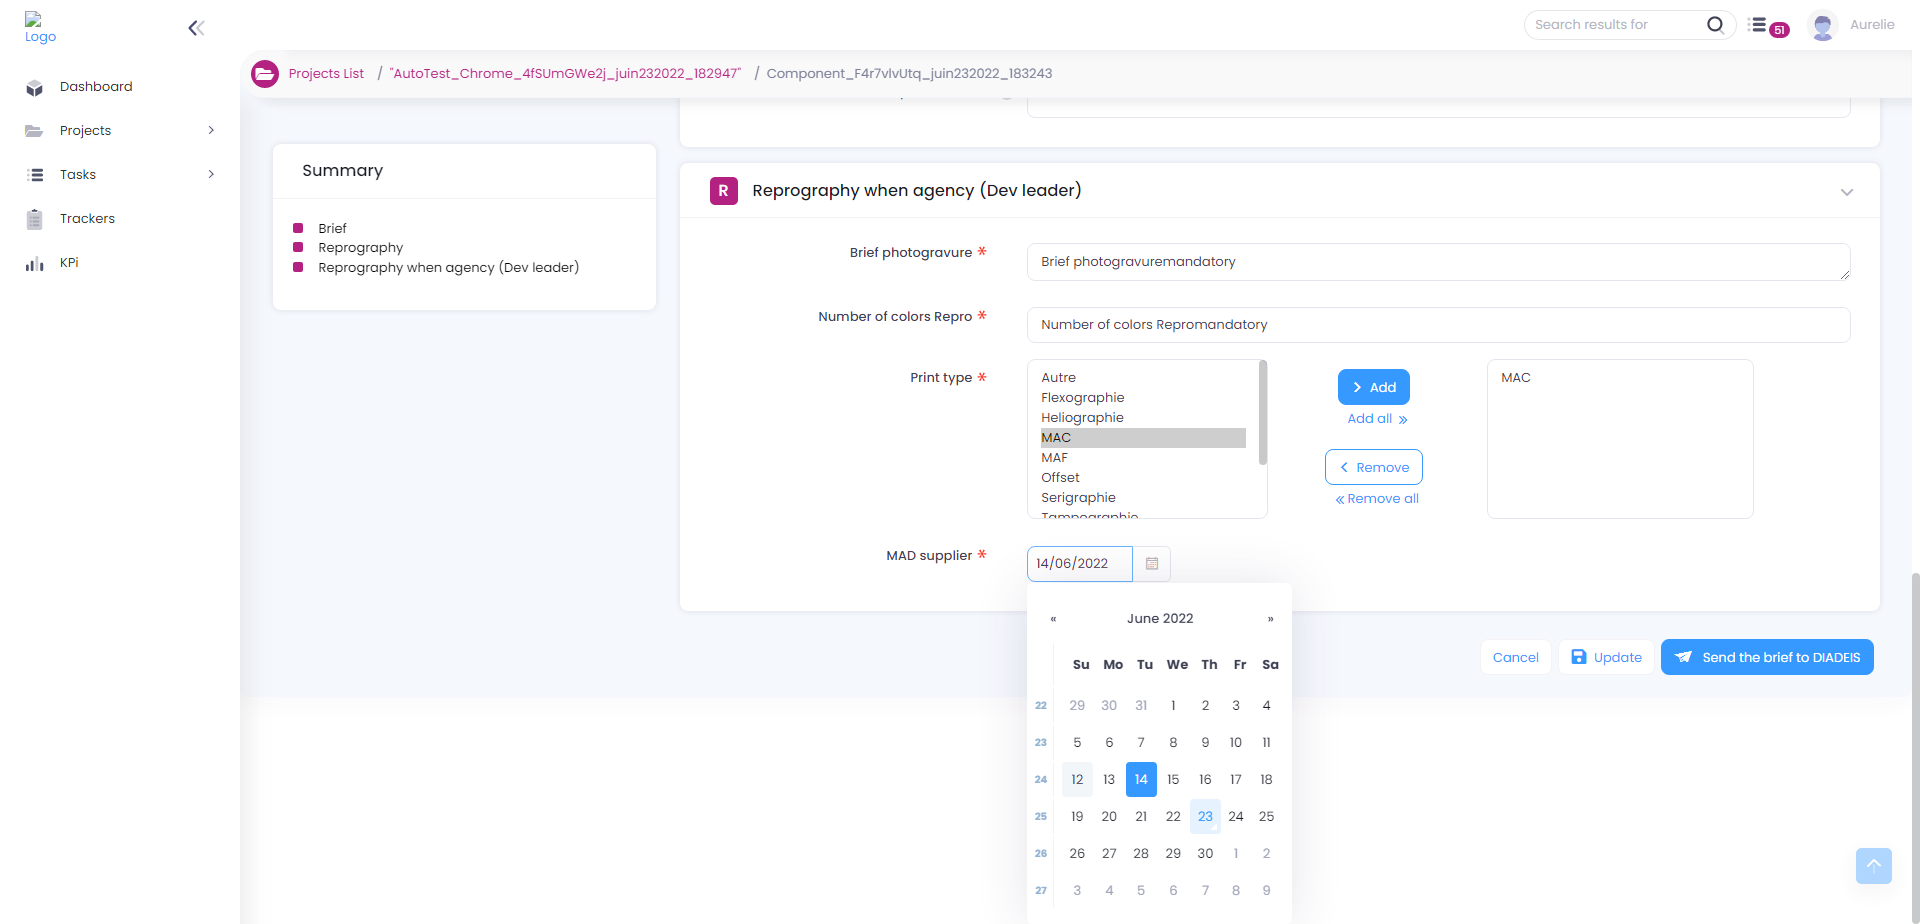 Logo
Search results for
51
Aurelie
Dashboard
Projects
Tasks
Trackers
KPi
Projects List / "AutoTest_Chrome_4fSUmGWe2j_juin232022_182947" / Component_F4r7vlvUtq_juin232022_183243
Summary
Brief
Reprography
Reprography when agency (Dev leader)
R Reprography when agency (Dev leader)
Brief photogravure *
Brief photogravuremandatory
Number of colors Repro *
Number of colors Repromandatory
Print type *
Autre
Flexographie
Heliographie
MAC
MAF
Offset
Serigraphie
Tampographie
Add
Add all »
Remove
« Remove all
MAC
MAD supplier *
14/06/2022
« June 2022 »
Su Mo Tu We Th Fr Sa
22 29 30 31 1 2 3 4
23 5 6 7 8 9 10 11
24 12 13 14 15 16 17 18
25 19 20 21 22 23 24 25
26 26 27 28 29 30 1 2
27 3 4 5 6 7 8 9
Cancel
Update
Send the brief to DIADEIS